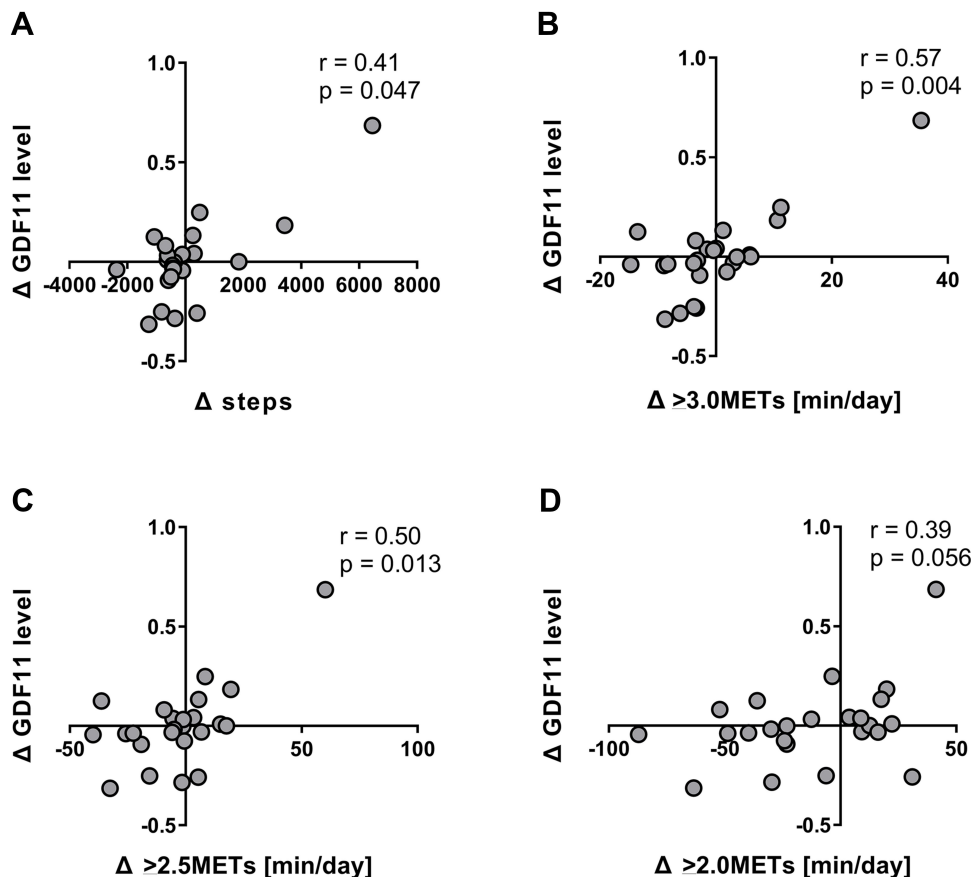 A
1.0
r = 0.41
p = 0.047
0.5
-4000 -2000 2000 4000 6000 8000
-0.5
Δ GDF11 level
Δ steps
B
1.0
r = 0.57
p = 0.004
0.5
-20 20 40
-0.5
Δ GDF11 level
Δ ≥3.0METs [min/day]
C
1.0
r = 0.50
p = 0.013
0.5
-50 50 100
-0.5
Δ GDF11 level
Δ ≥2.5METs [min/day]
D
1.0
r = 0.39
p = 0.056
0.5
-100 -50 50
-0.5
Δ GDF11 level
Δ ≥2.0METs [min/day]